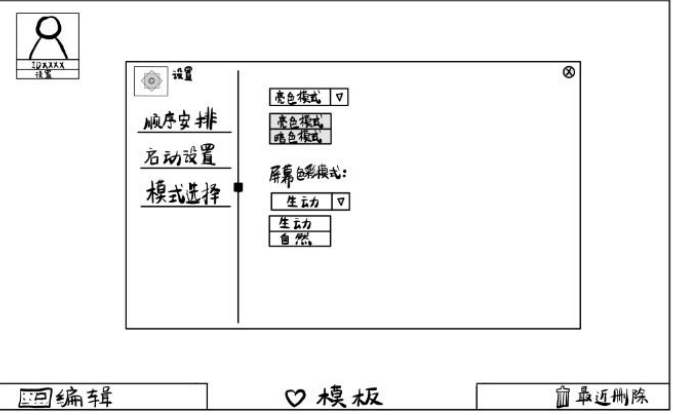 IDXXXX
设置
设置
顺序安排
启动设置
模式选择
亮色模式
亮色模式
暗色模式
屏幕色彩模式：
生动
生动
自然
编辑
模板
最近删除